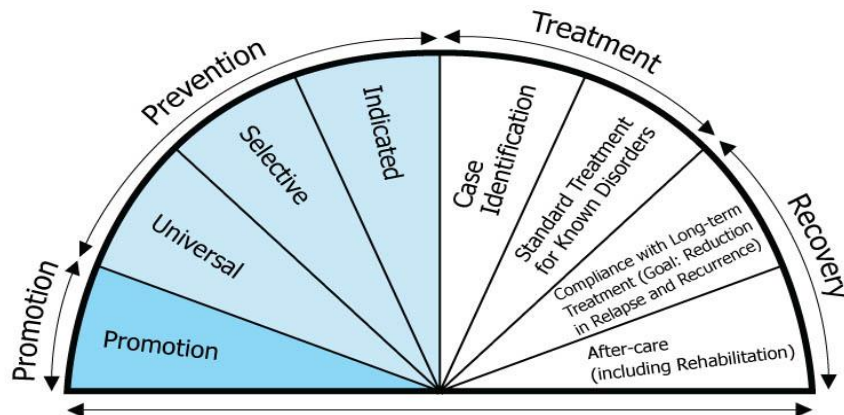 Promotion
Prevention
Treatment
Recovery
Promotion
Universal
Selective
Indicated
Case
Identification
Standard Treatment
for Known Disorders
Compliance with Long-term
Treatment (Goal: Reduction
in Relapse and Recurrence)
After-care
(including Rehabilitation)